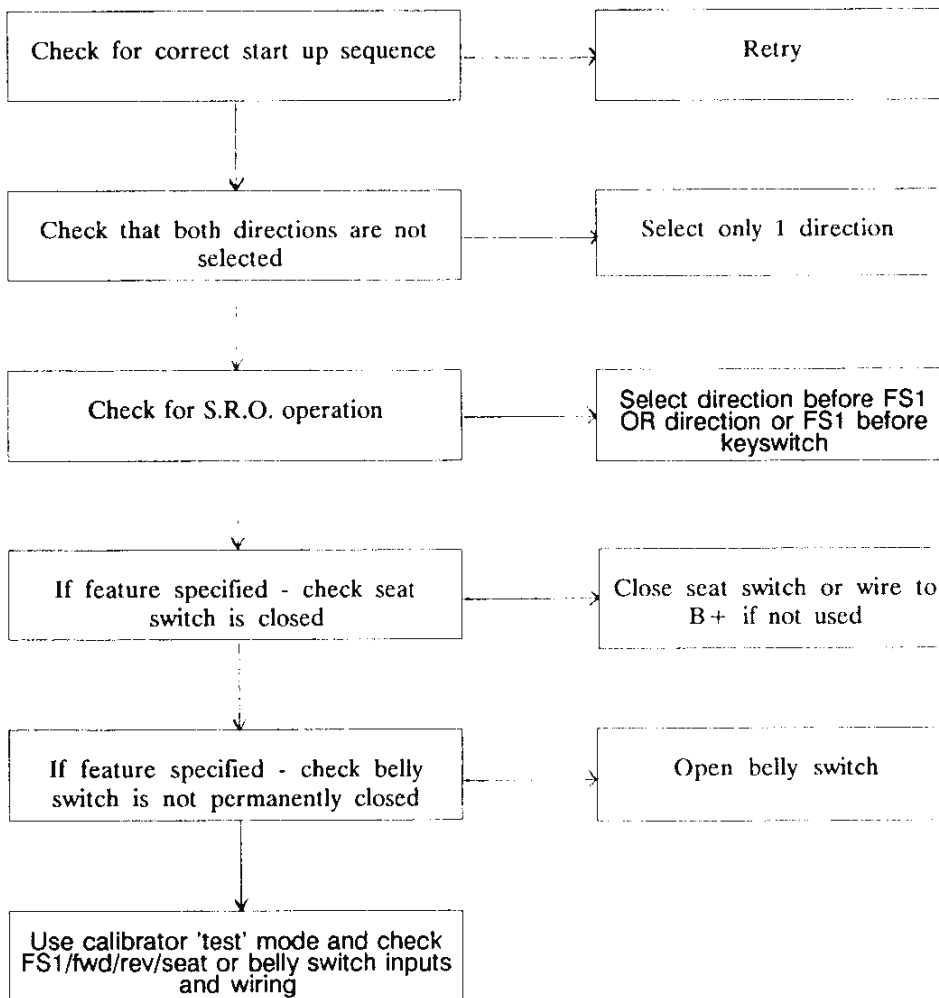 Check for correct start up sequence
Retry
Check that both directions are not
selected
Select only 1 direction
Check for S.R.O. operation
Select direction before FS1
OR direction or FS1 before
keyswitch
If feature specified - check seat
switch is closed
Close seat switch or wire to
B+ if not used
If feature specified - check belly
switch is not permanently closed
Open belly switch
Use calibrator 'test' mode and check
FS1/fwd/rev/seat or belly switch inputs
and wiring